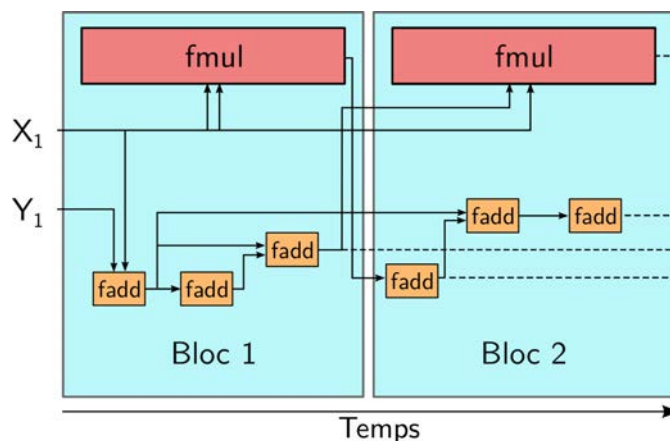 fmul fmul
X1
Y1
fadd fadd
fadd
fadd fadd fadd
Bloc 1 Bloc 2
Temps